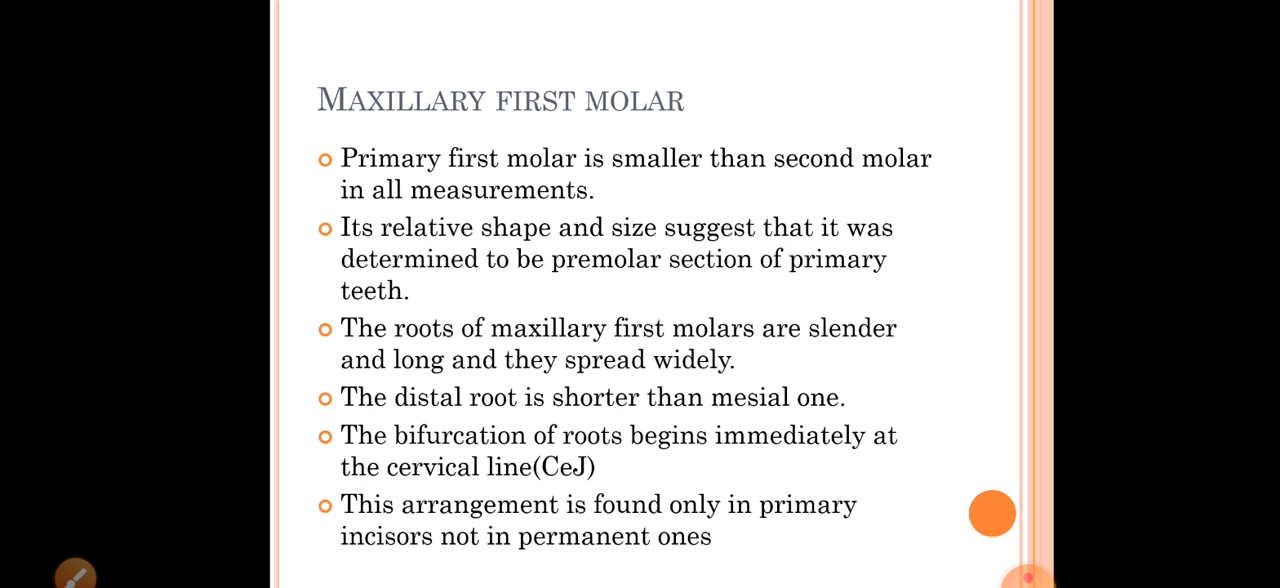 MAXILLARY FIRST MOLAR
Primary first molar is smaller than second molar
in all measurements.
Its relative shape and size suggest that it was
determined to be premolar section of primary
teeth.
The roots of maxillary first molars are slender
and long and they spread widely.
The distal root is shorter than mesial one.
The bifurcation of roots begins immediately at
the cervical line(CeJ)
This arrangement is found only in primary
incisors not in permanent ones